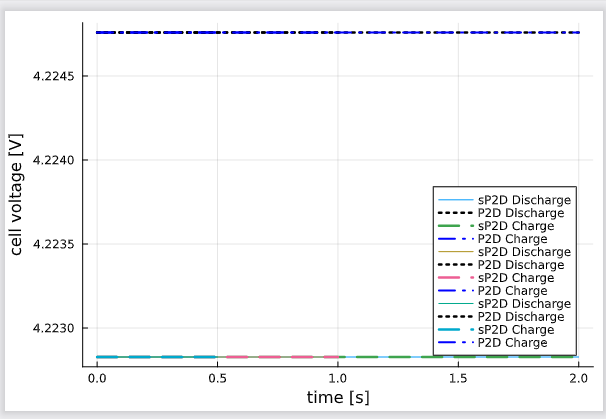 4.2245
4.2240
4.2235
4.2230
cell voltage [V]
sP2D Discharge
P2D Discharge
sP2D Charge
P2D Charge
sP2D Discharge
P2D Discharge
sP2D Charge
P2D Charge
sP2D Discharge
P2D Discharge
sP2D Charge
P2D Charge
0.0 0.5 1.0 1.5 2.0
time [s]